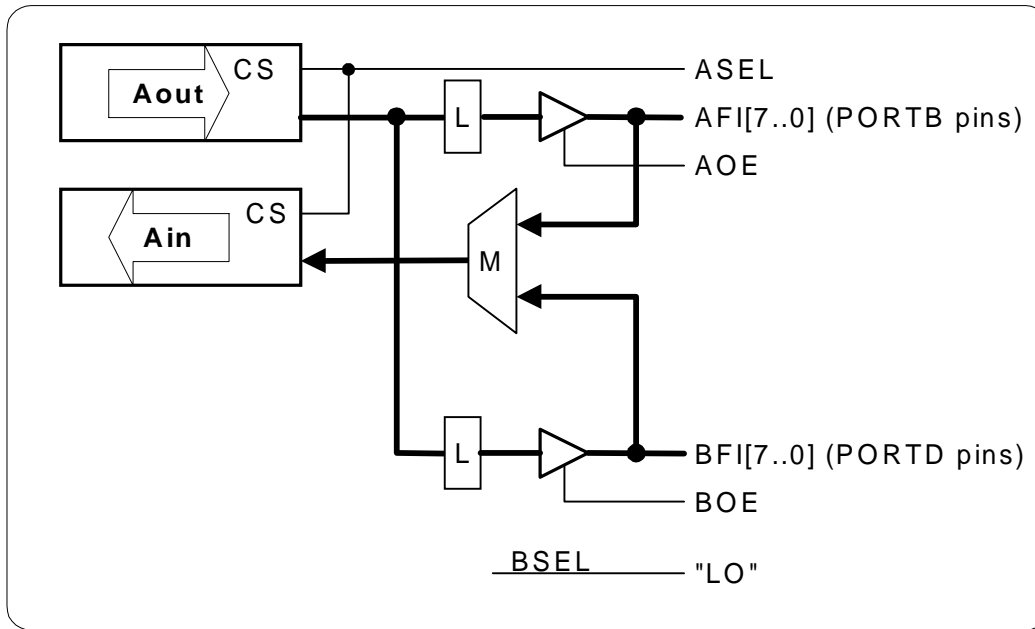 CS
ASEL
Aout
L
AFI[7..0] (PORTB pins)
AOE
CS
Ain
M
L
BFI[7..0] (PORTD pins)
BOE
BSEL
"LO"